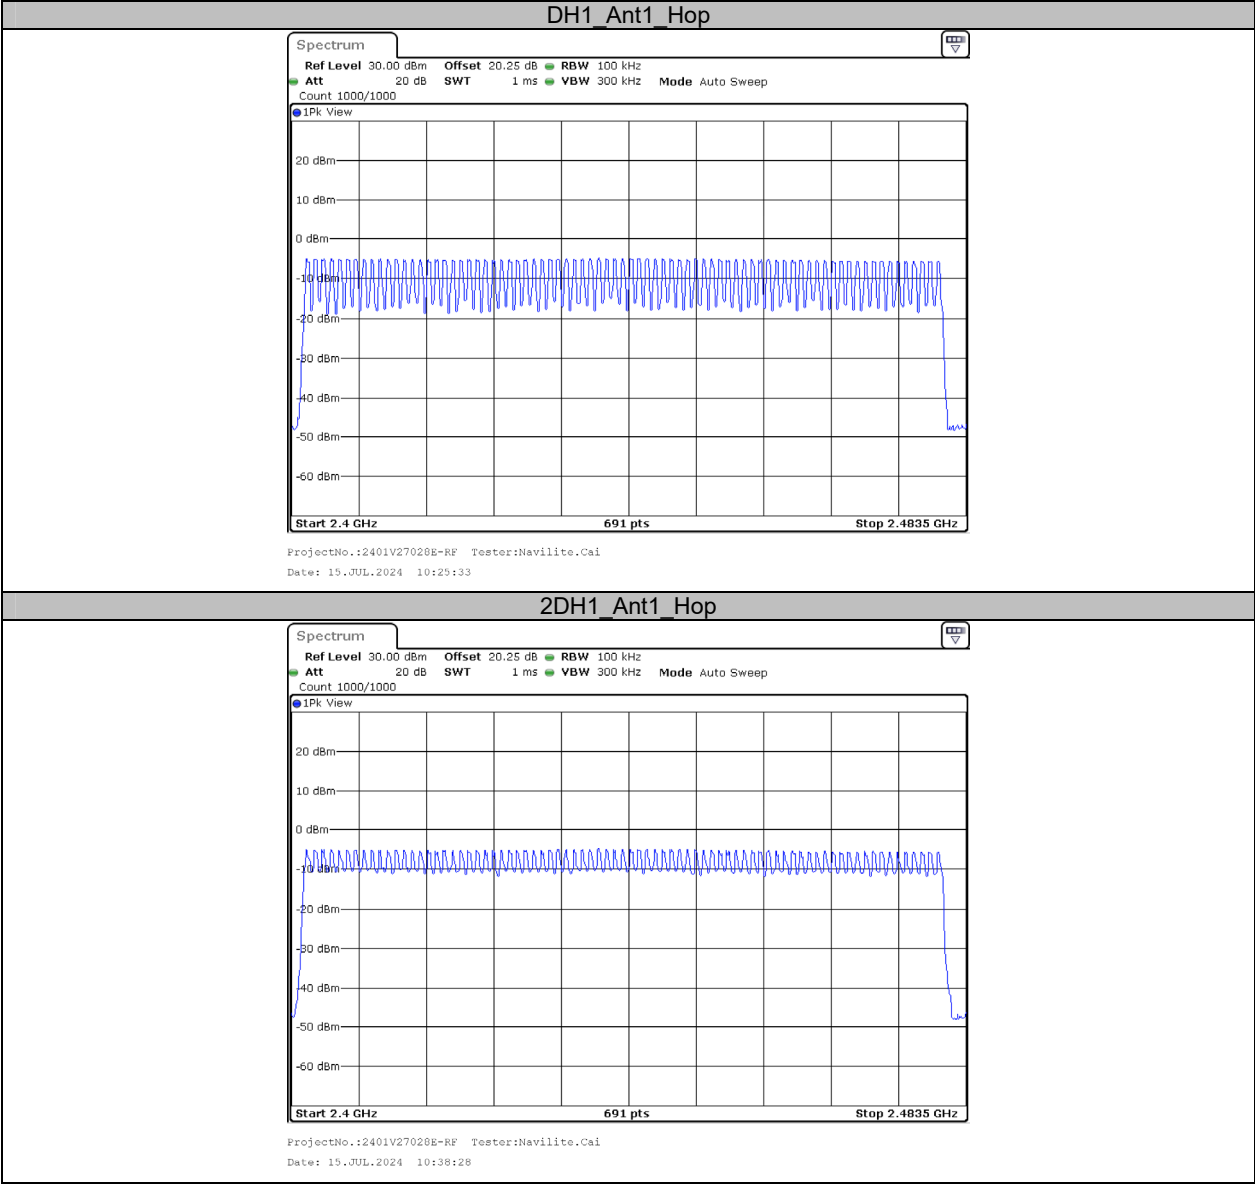 DH1_Ant1_Hop
Spectrum
Ref Level 30.00 dBm Offset 20.25 dB RBW 100 kHz
Att 20 dB SWT 1 ms VBW 300 kHz Mode Auto Sweep
Count 1000/1000
1Pk View
20 dBm
10 dBm
0 dBm
-10 dBm
-20 dBm
-30 dBm
-40 dBm
-50 dBm
-60 dBm
Start 2.4 GHz 691 pts Stop 2.4835 GHz
ProjectNo.:2401V27028E-RF Tester:Navilite.Cai
Date: 15.JUL.2024 10:25:33
2DH1_Ant1_Hop
Spectrum
Ref Level 30.00 dBm Offset 20.25 dB RBW 100 kHz
Att 20 dB SWT 1 ms VBW 300 kHz Mode Auto Sweep
Count 1000/1000
1Pk View
20 dBm
10 dBm
0 dBm
-10 dBm
-20 dBm
-30 dBm
-40 dBm
-50 dBm
-60 dBm
Start 2.4 GHz 691 pts Stop 2.4835 GHz
ProjectNo.:2401V27028E-RF Tester:Navilite.Cai
Date: 15.JUL.2024 10:38:28